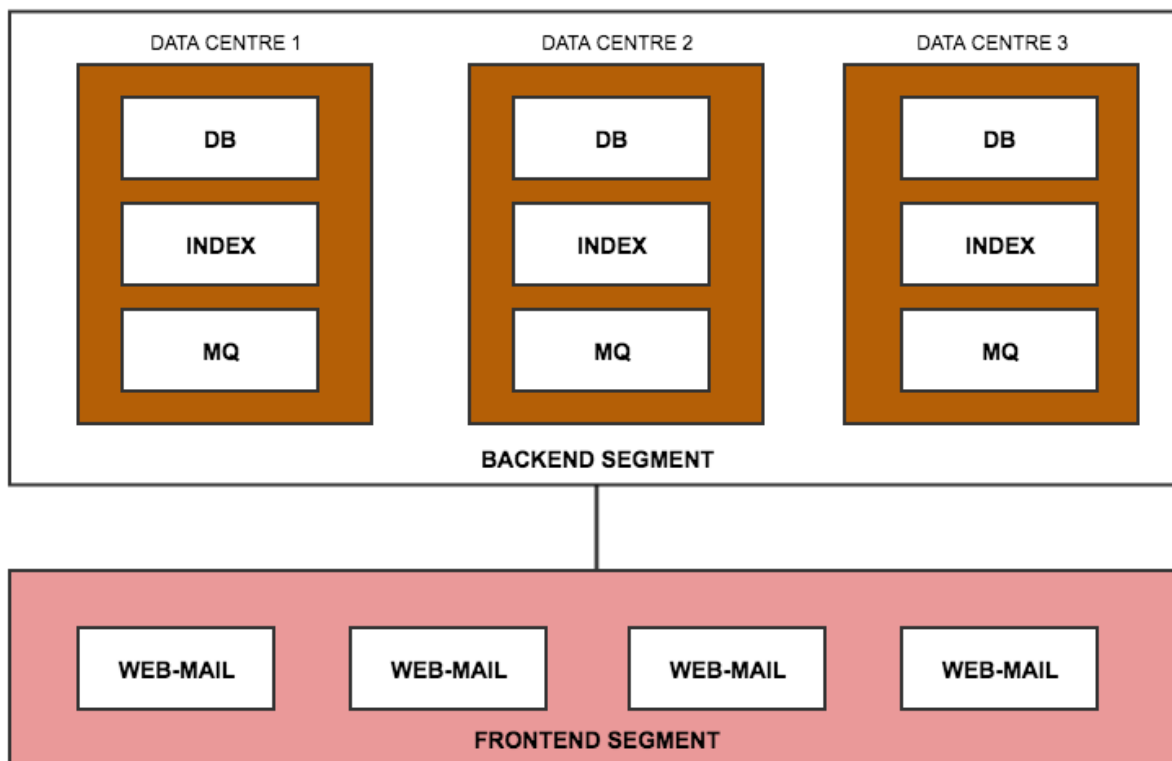 DATA CENTRE 1
DATA CENTRE 2
DATA CENTRE 3
DB
DB
DB
INDEX
INDEX
INDEX
MQ
MQ
MQ
BACKEND SEGMENT
WEB-MAIL
WEB-MAIL
WEB-MAIL
WEB-MAIL
FRONTEND SEGMENT